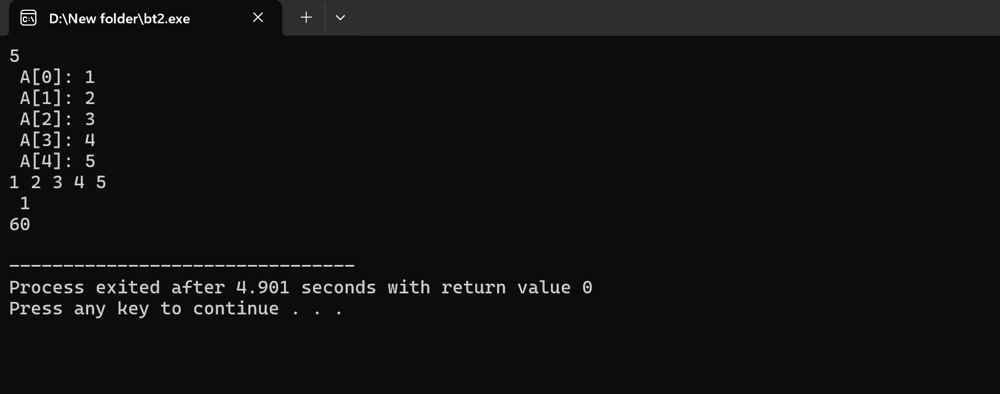 D:\New folder\bt2.exe
5
A[0]: 1
A[1]: 2
A[2]: 3
A[3]: 4
A[4]: 5
1 2 3 4 5
1
60
--------------------------------
Process exited after 4.901 seconds with return value 0
Press any key to continue . . .